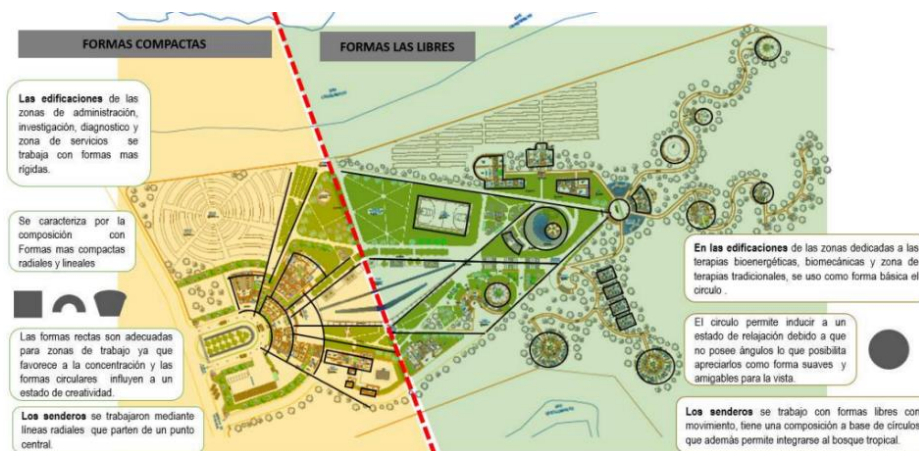 FORMAS COMPACTAS
FORMAS LAS LIBRES
Las edificaciones de las
zonas de administración,
investigación, diagnostico y
zona de servicios se
trabaja con formas mas
rígidas.
Se caracteriza por la
composición con
Formas mas compactas
radiales y lineales
Las formas rectas son adecuadas
para zonas de trabajo ya que
favorece a la concentración y las
formas circulares influyen a un
estado de creatividad.
Los senderos se trabajaron mediante
líneas radiales que parten de un punto
central.
En las edificaciones de las zonas dedicadas a las
terapias bioenergéticas, biomecánicas y zona de
terapias tradicionales, se uso como forma básica el
circulo .
El circulo permite inducir a un
estado de relajación debido a que
no posee ángulos lo que posibilita
apreciarlos como forma suaves y
amigables para la vista.
Los senderos se trabajo con formas libres con
movimiento, tiene una composición a base de círculos
que además permite integrarse al bosque tropical.